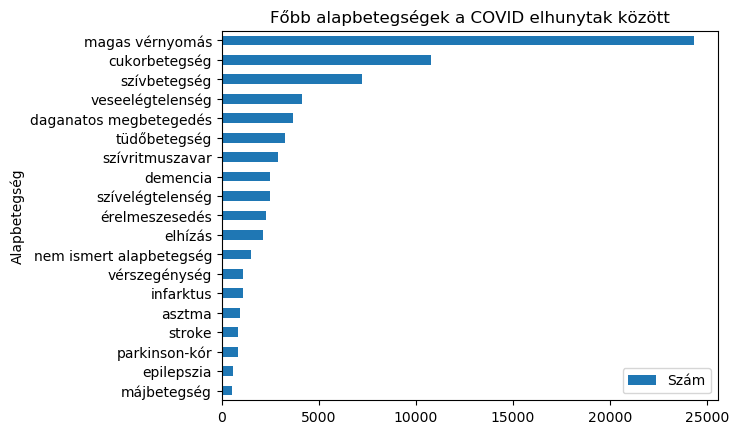 Főbb alapbetegségek a COVID elhunytak között
Alapbetegség
magas vérnyomás
cukorbetegség
szívbetegség
veseelégtelenség
daganatos megbetegedés
tüdőbetegség
szívritmuszavar
demencia
szívelégtelenség
érelmeszesedés
elhízás
nem ismert alapbetegség
vérszegénység
infarktus
asztma
stroke
parkinson-kór
epilepszia
májbetegség
Szám
0 5000 10000 15000 20000 25000